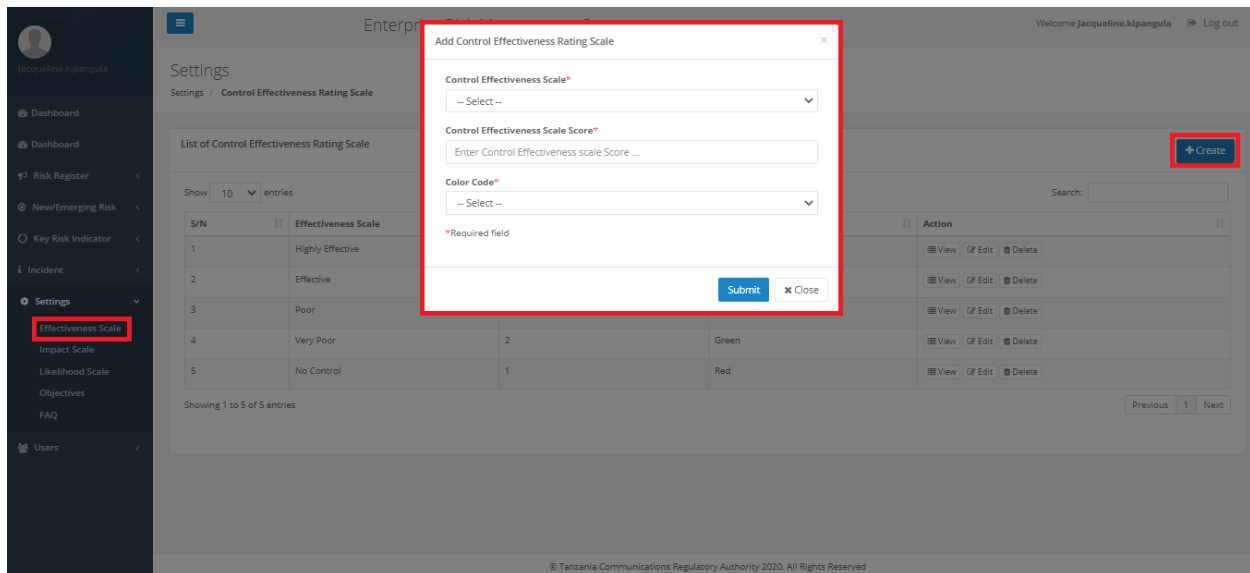 Enterpr
Welcome Jacqueline.kipangula Log out
Jacqueline.kipangula
Dashboard
Dashboard
Risk Register
New/Emerging Risk
Key Risk Indicator
Incident
Settings
Effectiveness Scale
Impact Scale
Likelihood Scale
Objectives
FAQ
Users
Settings
Settings / Control Effectiveness Rating Scale
List of Control Effectiveness Rating Scale
+ Create
Show 10 entries
Search:
S/N Effectiveness Scale Action
1 Highly Effective View Edit Delete
2 Effective View Edit Delete
3 Poor View Edit Delete
4 Very Poor 2 Green View Edit Delete
5 No Control 1 Red View Edit Delete
Showing 1 to 5 of 5 entries
Previous 1 Next
Add Control Effectiveness Rating Scale ×
Control Effectiveness Scale*
-- Select --
Control Effectiveness Scale Score*
Enter Control Effectiveness scale Score ...
Color Code*
-- Select --
*Required field
Submit × Close
© Tanzania Communications Regulatory Authority 2020. All Rights Reserved